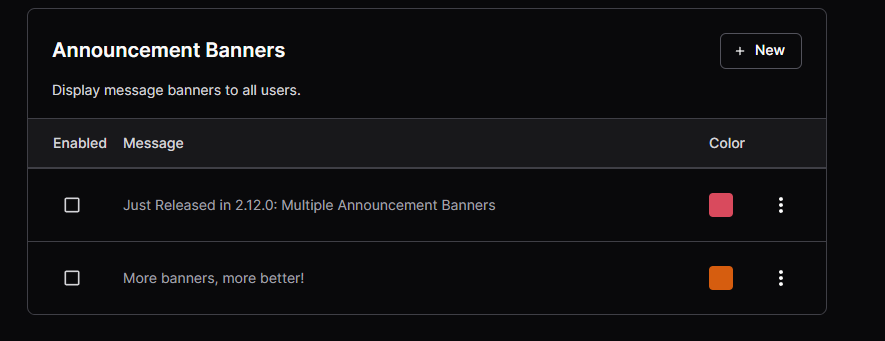 Announcement Banners
+ New
Display message banners to all users.
Enabled Message Color
Just Released in 2.12.0: Multiple Announcement Banners
More banners, more better!